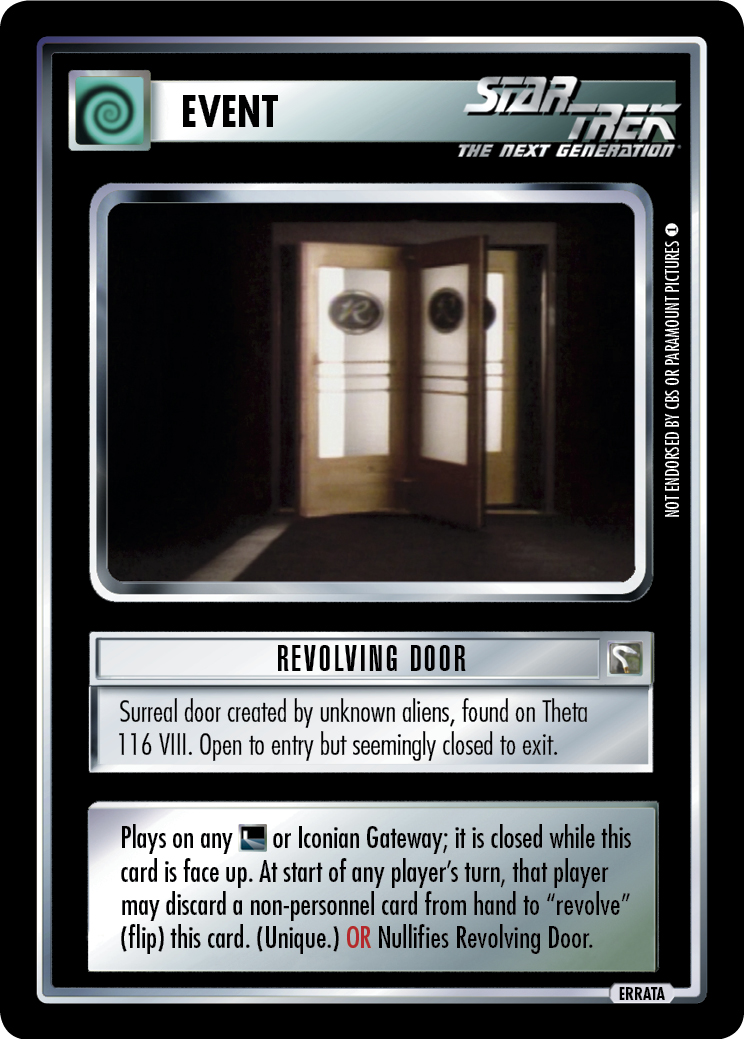 EVENT
STAR TREK
THE NEXT GENERATION
R
R
NOT ENDORSED BY CBS OR PARAMOUNT PICTURES 1
REVOLVING DOOR
Surreal door created by unknown aliens, found on Theta
116 VIII. Open to entry but seemingly closed to exit.
Plays on any or Iconian Gateway; it is closed while this
card is face up. At start of any player's turn, that player
may discard a non-personnel card from hand to “revolve”
(flip) this card. (Unique.) OR Nullifies Revolving Door.
ERRATA